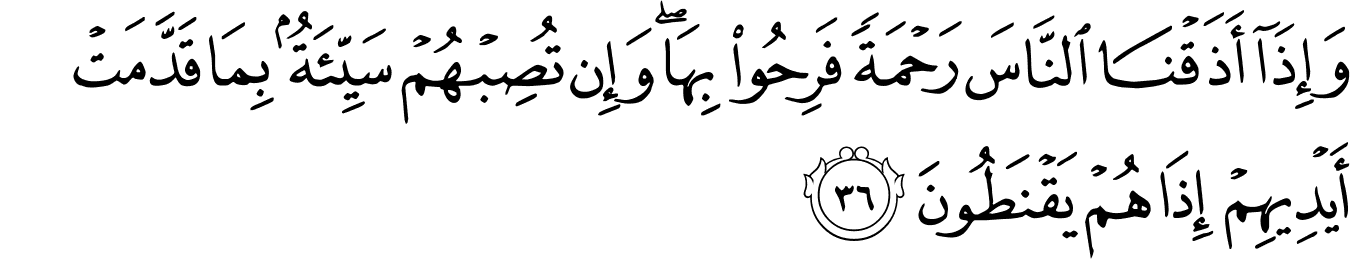 وَإِذَآ أَذَقْنَا ٱلنَّاسَ رَحْمَةً فَرِحُوا۟ بِهَا ۖ وَإِن تُصِبْهُمْ سَيِّئَةٌۢ بِمَا قَدَّمَتْ
أَيْدِيهِمْ إِذَا هُمْ يَقْنَطُونَ ٣٦